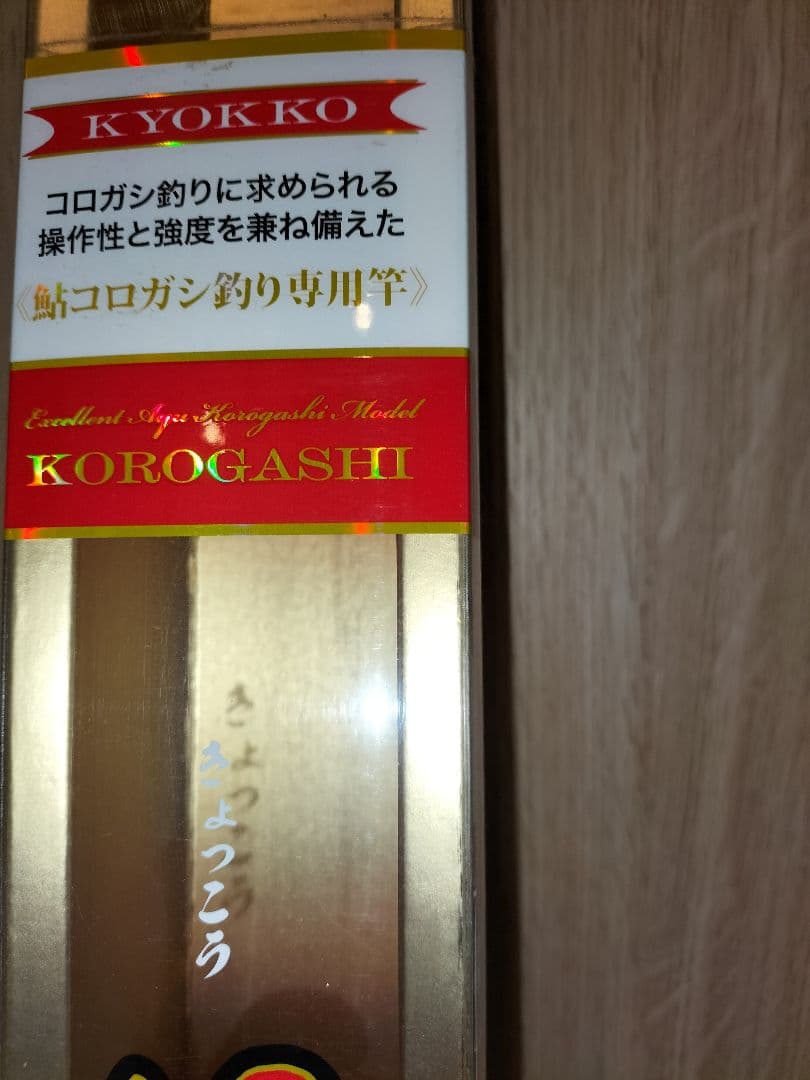 KYOKKO
コロガシ釣りに求められる
操作性と強度を兼ね備えた
《鮎コロガシ釣り専用竿》
Excellent Ayu Korogashi Model
KOROGASHI
きょっこう